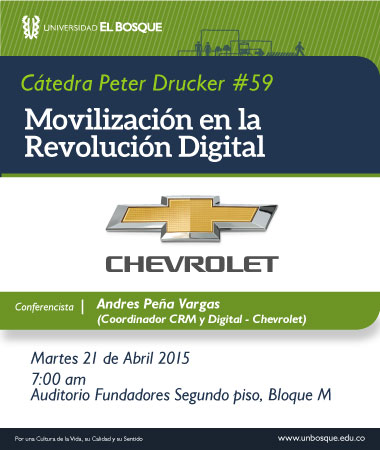 UNIVERSIDAD EL BOSQUE
Cátedra Peter Drucker #59
Movilización en la
Revolución Digital
CHEVROLET
Conferencista | Andres Peña Vargas
(Coordinador CRM y Digital - Chevrolet)
Martes 21 de Abril 2015
7:00 am
Auditorio Fundadores Segundo piso, Bloque M
Por una Cultura de la Vida, su Calidad y su Sentido
www.unbosque.edu.co